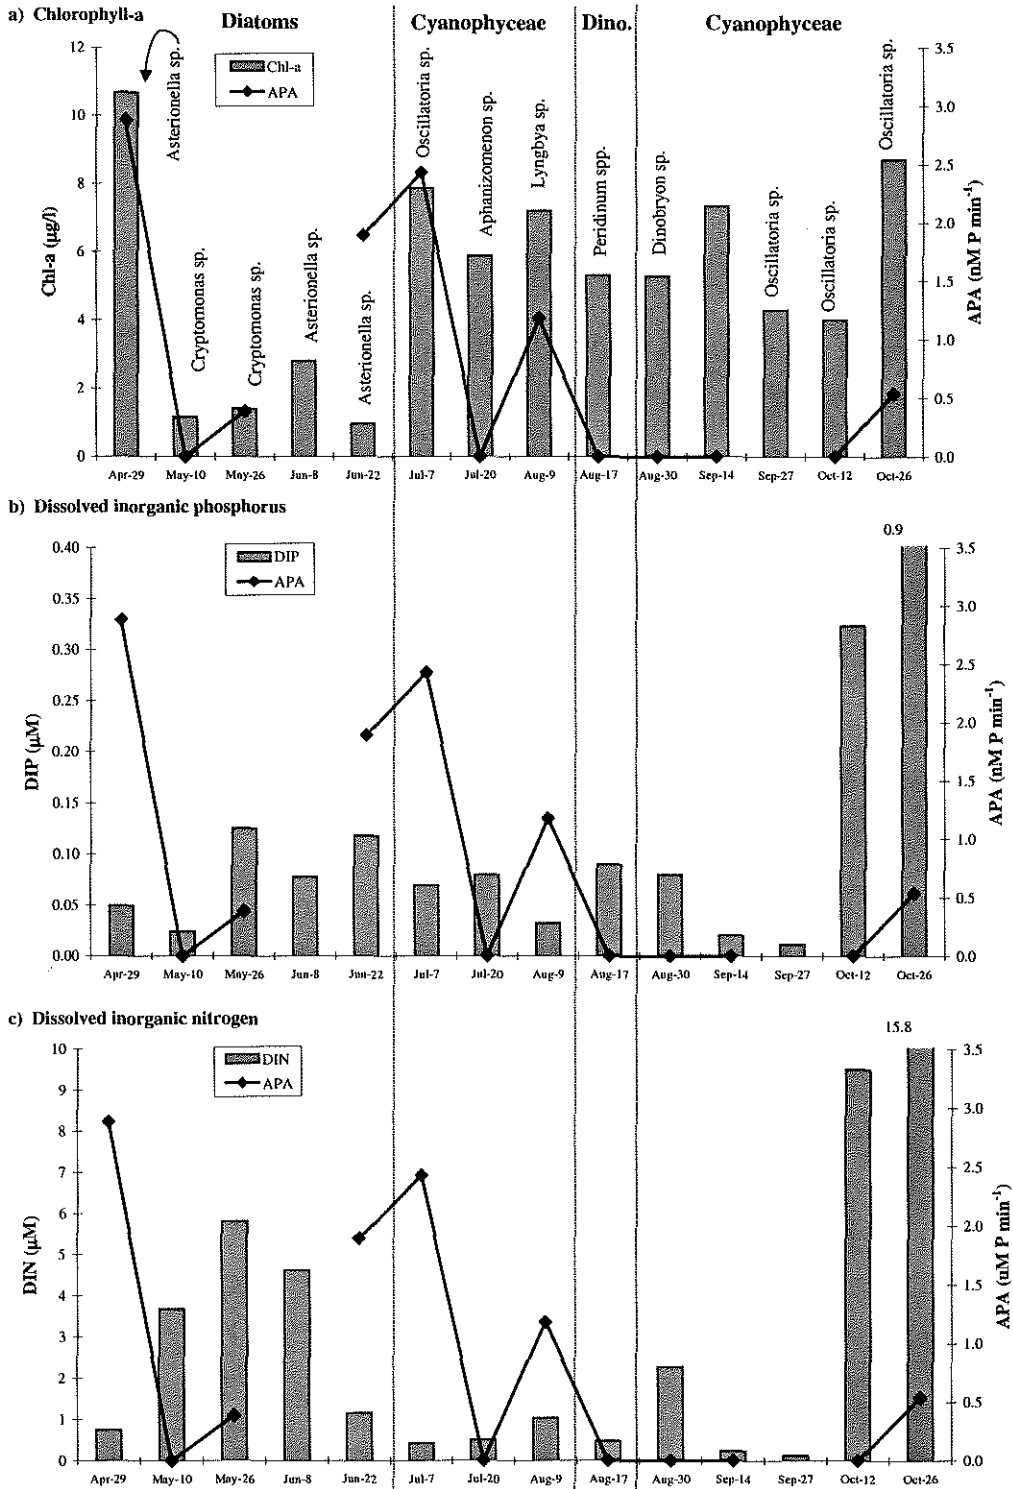 a) Chlorophyll-a
Diatoms
Cyanophyceae
Dino.
Cyanophyceae
Chl-a
APA
Asterionella sp.
Cryptomonas sp.
Cryptomonas sp.
Asterionella sp.
Asterionella sp.
Oscillatoria sp.
Aphanizomenon sp.
Lyngbya sp.
Peridinum spp.
Dinobryon sp.
Oscillatoria sp.
Oscillatoria sp.
Oscillatoria sp.
Chl-a (µg/l)
12
10
8
6
4
2
0
APA (nM P min⁻¹)
3.5
3.0
2.5
2.0
1.5
1.0
0.5
0.0
Apr-29 May-10 May-26 Jun-8 Jun-22 Jul-7 Jul-20 Aug-9 Aug-17 Aug-30 Sep-14 Sep-27 Oct-12 Oct-26
b) Dissolved inorganic phosphorus
DIP
APA
0.9
DIP (µM)
0.40
0.35
0.30
0.25
0.20
0.15
0.10
0.05
0.00
APA (nM P min⁻¹)
3.5
3.0
2.5
2.0
1.5
1.0
0.5
0.0
Apr-29 May-10 May-26 Jun-8 Jun-22 Jul-7 Jul-20 Aug-9 Aug-17 Aug-30 Sep-14 Sep-27 Oct-12 Oct-26
c) Dissolved inorganic nitrogen
DIN
APA
15.8
DIN (µM)
10
9
8
7
6
5
4
3
2
1
0
APA (uM P min⁻¹)
3.5
3.0
2.5
2.0
1.5
1.0
0.5
0.0
Apr-29 May-10 May-26 Jun-8 Jun-22 Jul-7 Jul-20 Aug-9 Aug-17 Aug-30 Sep-14 Sep-27 Oct-12 Oct-26